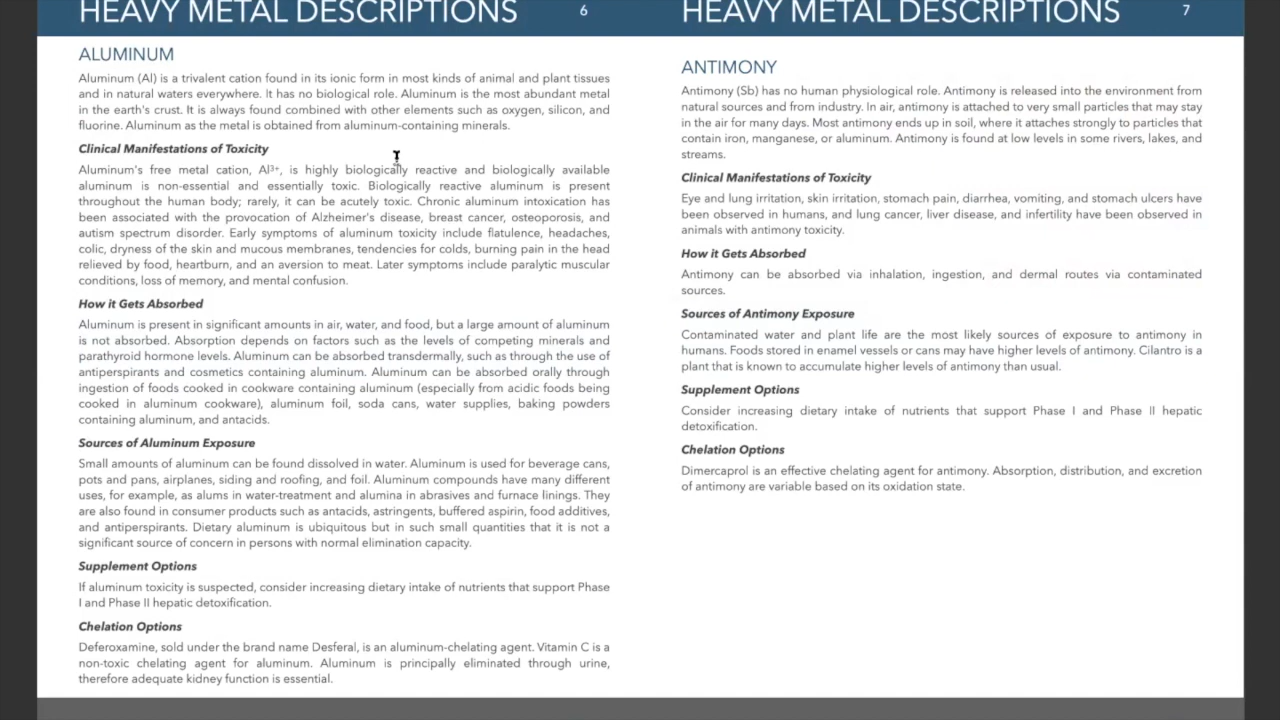 HEAVY METAL DESCRIPTIONS 6
ALUMINUM
Aluminum (Al) is a trivalent cation found in its ionic form in most kinds of animal and plant tissues
and in natural waters everywhere. It has no biological role. Aluminum is the most abundant metal
in the earth's crust. It is always found combined with other elements such as oxygen, silicon, and
fluorine. Aluminum as the metal is obtained from aluminum-containing minerals.
Clinical Manifestations of Toxicity
Aluminum's free metal cation, Al³⁺, is highly biologically reactive and biologically available
aluminum is non-essential and essentially toxic. Biologically reactive aluminum is present
throughout the human body; rarely, it can be acutely toxic. Chronic aluminum intoxication has
been associated with the provocation of Alzheimer's disease, breast cancer, osteoporosis, and
autism spectrum disorder. Early symptoms of aluminum toxicity include flatulence, headaches,
colic, dryness of the skin and mucous membranes, tendencies for colds, burning pain in the head
relieved by food, heartburn, and an aversion to meat. Later symptoms include paralytic muscular
conditions, loss of memory, and mental confusion.
How it Gets Absorbed
Aluminum is present in significant amounts in air, water, and food, but a large amount of aluminum
is not absorbed. Absorption depends on factors such as the levels of competing minerals and
parathyroid hormone levels. Aluminum can be absorbed transdermally, such as through the use of
antiperspirants and cosmetics containing aluminum. Aluminum can be absorbed orally through
ingestion of foods cooked in cookware containing aluminum (especially from acidic foods being
cooked in aluminum cookware), aluminum foil, soda cans, water supplies, baking powders
containing aluminum, and antacids.
Sources of Aluminum Exposure
Small amounts of aluminum can be found dissolved in water. Aluminum is used for beverage cans,
pots and pans, airplanes, siding and roofing, and foil. Aluminum compounds have many different
uses, for example, as alums in water-treatment and alumina in abrasives and furnace linings. They
are also found in consumer products such as antacids, astringents, buffered aspirin, food additives,
and antiperspirants. Dietary aluminum is ubiquitous but in such small quantities that it is not a
significant source of concern in persons with normal elimination capacity.
Supplement Options
If aluminum toxicity is suspected, consider increasing dietary intake of nutrients that support Phase
I and Phase II hepatic detoxification.
Chelation Options
Deferoxamine, sold under the brand name Desferal, is an aluminum-chelating agent. Vitamin C is a
non-toxic chelating agent for aluminum. Aluminum is principally eliminated through urine,
therefore adequate kidney function is essential.
HEAVY METAL DESCRIPTIONS 7
ANTIMONY
Antimony (Sb) has no human physiological role. Antimony is released into the environment from
natural sources and from industry. In air, antimony is attached to very small particles that may stay
in the air for many days. Most antimony ends up in soil, where it attaches strongly to particles that
contain iron, manganese, or aluminum. Antimony is found at low levels in some rivers, lakes, and
streams.
Clinical Manifestations of Toxicity
Eye and lung irritation, skin irritation, stomach pain, diarrhea, vomiting, and stomach ulcers have
been observed in humans, and lung cancer, liver disease, and infertility have been observed in
animals with antimony toxicity.
How it Gets Absorbed
Antimony can be absorbed via inhalation, ingestion, and dermal routes via contaminated
sources.
Sources of Antimony Exposure
Contaminated water and plant life are the most likely sources of exposure to antimony in
humans. Foods stored in enamel vessels or cans may have higher levels of antimony. Cilantro is a
plant that is known to accumulate higher levels of antimony than usual.
Supplement Options
Consider increasing dietary intake of nutrients that support Phase I and Phase II hepatic
detoxification.
Chelation Options
Dimercaprol is an effective chelating agent for antimony. Absorption, distribution, and excretion
of antimony are variable based on its oxidation state.